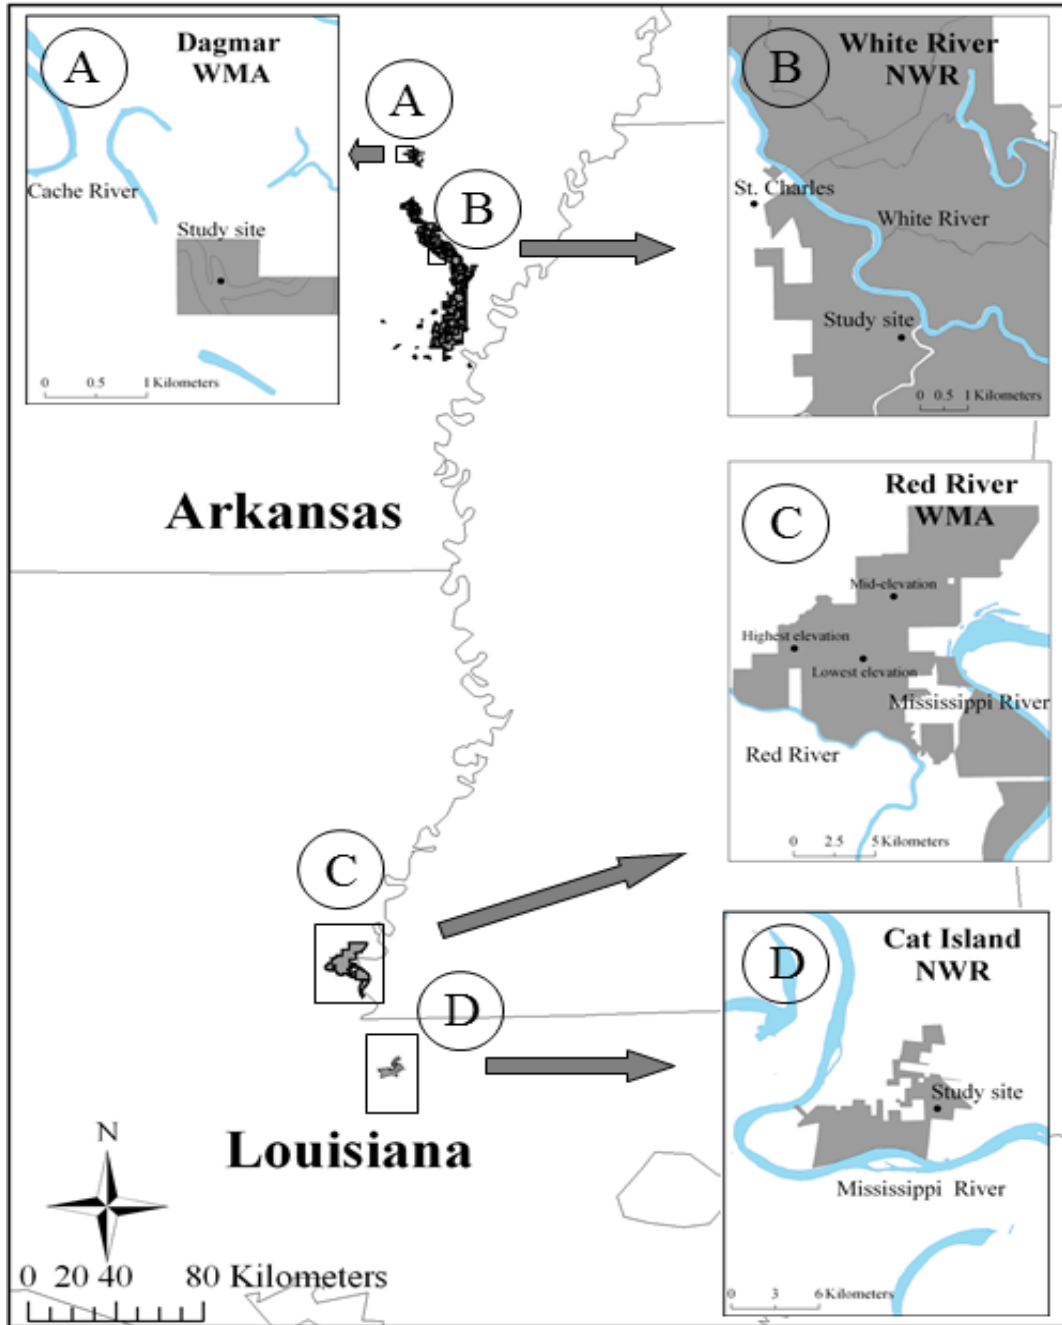 A
Dagmar
WMA
Cache River
Study site
0 0.5 1 Kilometers
A
B
B
White River
NWR
St. Charles
White River
Study site
0 0.5 1 Kilometers
Arkansas
C
Red River
WMA
Mid-elevation
Highest elevation
Lowest elevation
Mississippi River
Red River
0 2.5 5 Kilometers
C
D
D
Cat Island
NWR
Study site
Mississippi River
0 3 6 Kilometers
Louisiana
N
0 20 40 80 Kilometers